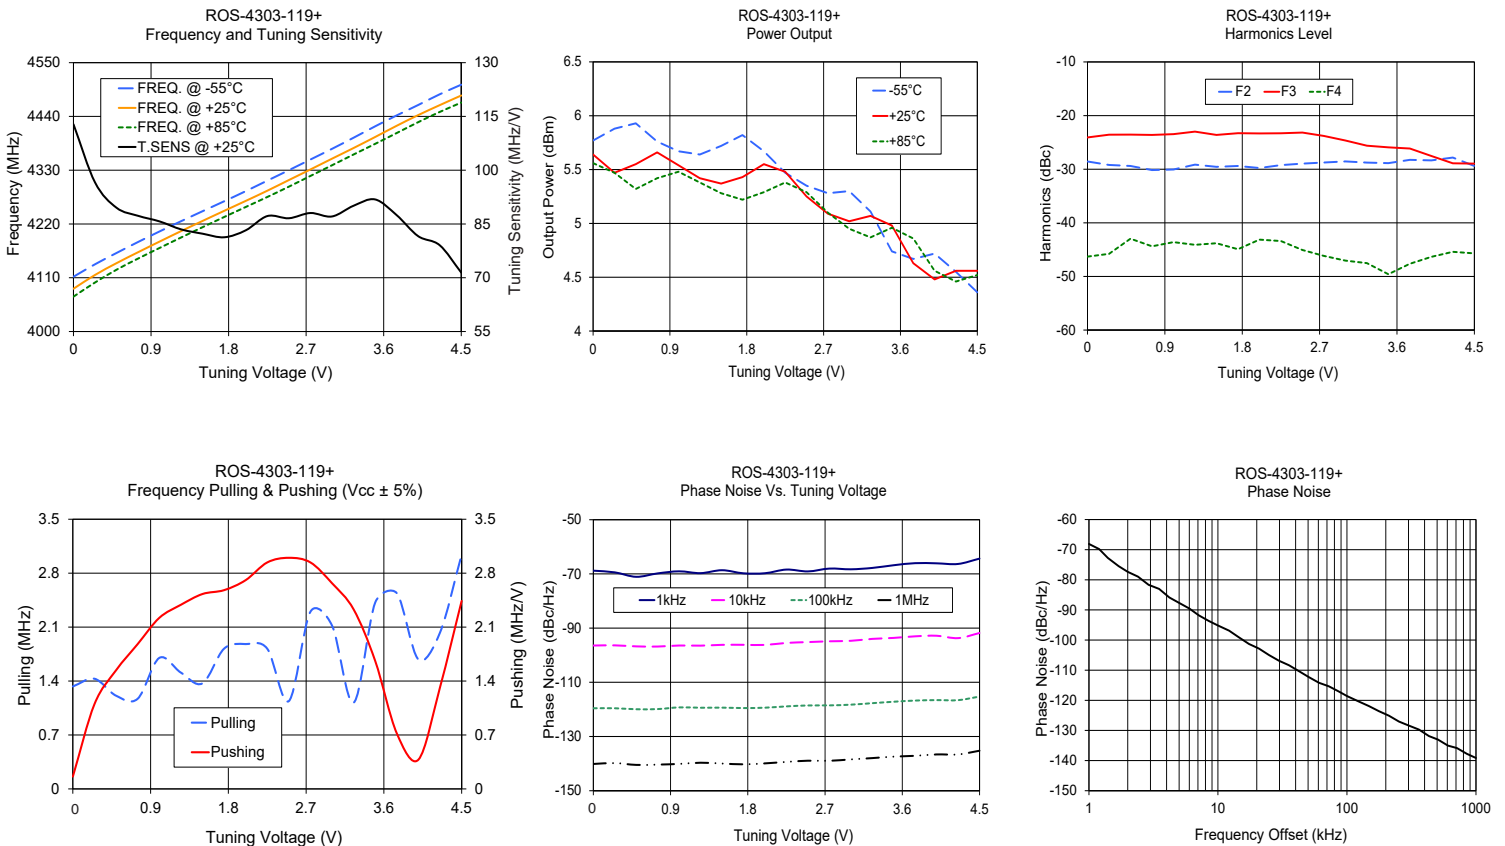 ROS-4303-119+
Frequency and Tuning Sensitivity
4550
4440
4330
4220
4110
4000
130
115
100
85
70
55
0
0.9
1.8
2.7
3.6
4.5
Frequency (MHz)
Tuning Sensitivity (MHz/V)
Tuning Voltage (V)
FREQ. @ -55°C
FREQ. @ +25°C
FREQ. @ +85°C
T.SENS @ +25°C
ROS-4303-119+
Power Output
6.5
6
5.5
5
4.5
4
0
0.9
1.8
2.7
3.6
4.5
Output Power (dBm)
Tuning Voltage (V)
-55°C
+25°C
+85°C
ROS-4303-119+
Harmonics Level
-10
-20
-30
-40
-50
-60
0
0.9
1.8
2.7
3.6
4.5
Harmonics (dBc)
Tuning Voltage (V)
F2
F3
F4
ROS-4303-119+
Frequency Pulling & Pushing (Vcc ± 5%)
3.5
2.8
2.1
1.4
0.7
0
3.5
2.8
2.1
1.4
0.7
0
0
0.9
1.8
2.7
3.6
4.5
Pulling (MHz)
Pushing (MHz/V)
Tuning Voltage (V)
Pulling
Pushing
ROS-4303-119+
Phase Noise Vs. Tuning Voltage
-50
-70
-90
-110
-130
-150
0
0.9
1.8
2.7
3.6
4.5
Phase Noise (dBc/Hz)
Tuning Voltage (V)
1kHz
10kHz
100kHz
1MHz
ROS-4303-119+
Phase Noise
-60
-70
-80
-90
-100
-110
-120
-130
-140
-150
1
10
100
1000
Phase Noise (dBc/Hz)
Frequency Offset (kHz)